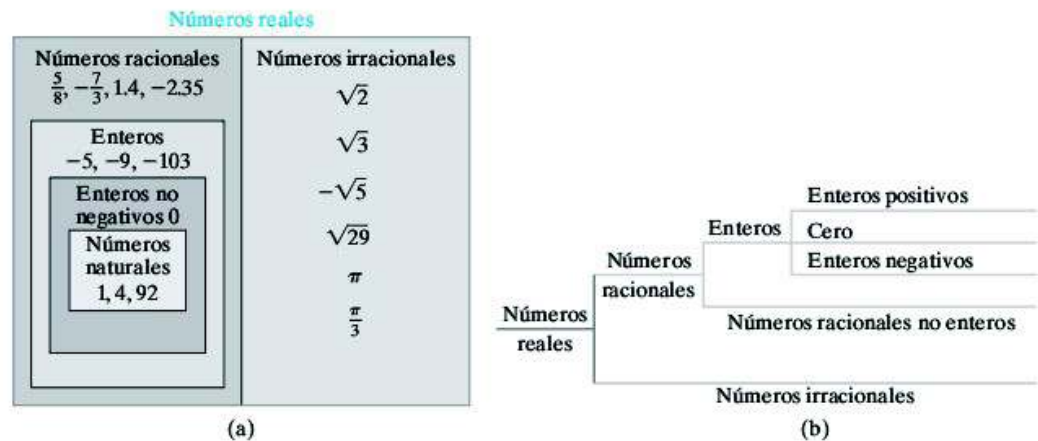 Números reales
Números racionales
5/8, −7/3, 1.4, −2.35
Enteros
−5, −9, −103
Enteros no
negativos 0
Números
naturales
1, 4, 92
Números irracionales
√2
√3
−√5
√29
π
π/3
(a)
Números
reales
Números
racionales
Enteros
Enteros positivos
Cero
Enteros negativos
Números racionales no enteros
Números irracionales
(b)